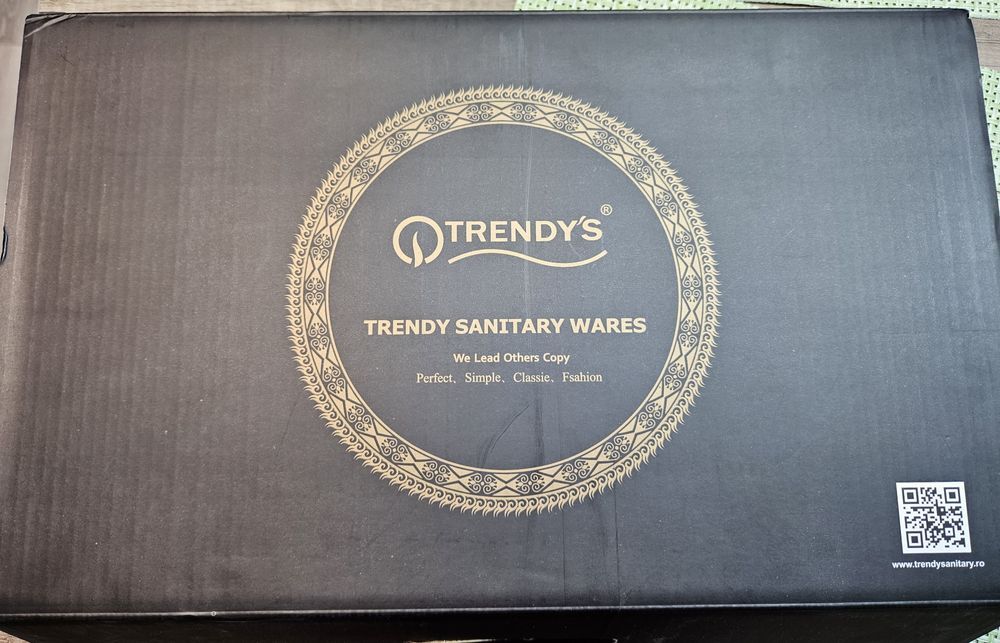 TRENDY'S®
TRENDY SANITARY WARES
We Lead Others Copy
Perfect、Simple、Classie、Fsahion
www.trendysanitary.ro